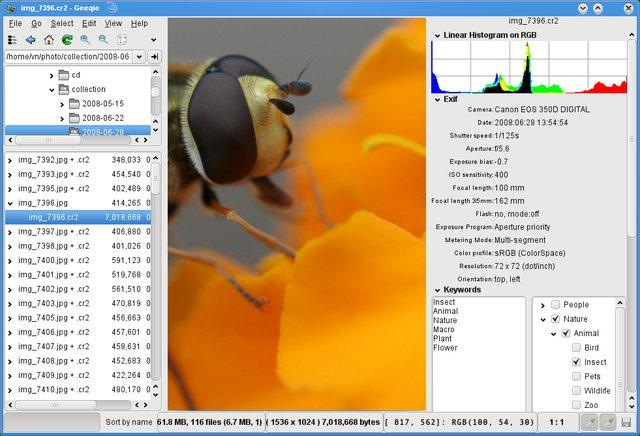 img_7396.cr2 - Geeqie
File Go Select Edit View Help
/home/vn/photo/collection/2008-06
cd
collection
2008-05-15
2008-06-22
2008-06-28
img_7392.jpg + .cr2 348,033 0
img_7393.jpg + .cr2 454,540 0
img_7395.jpg + .cr2 402,489 0
img_7396.jpg 414,265 0
img_7396.cr2 7,018,668 0
img_7397.jpg + .cr2 406,880 0
img_7398.jpg + .cr2 401,026 0
img_7400.jpg + .cr2 591,123 0
img_7401.jpg + .cr2 519,768 0
img_7402.jpg + .cr2 561,510 0
img_7403.jpg + .cr2 470,819 0
img_7405.jpg + .cr2 456,663 0
img_7406.jpg + .cr2 457,601 0
img_7407.jpg + .cr2 458,631 0
img_7408.jpg + .cr2 452,683 0
img_7409.jpg + .cr2 422,264 0
img_7410.jpg + .cr2 480,170 0
img_7396.cr2
Linear Histogram on RGB
Exif
Camera: Canon EOS 350D DIGITAL
Date: 2008:06:28 13:54:54
Shutter speed: 1/125s
Aperture: f/5.6
Exposure bias: -0.7
ISO sensitivity: 400
Focal length: 100 mm
Focal length 35mm: 162 mm
Flash: no, mode:off
Exposure Program: Aperture priority
Metering Mode: Multi-segment
Color profile: sRGB (ColorSpace)
Resolution: 72 x 72 (dot/inch)
Orientation: top, left
Keywords
Insect
Animal
Nature
Macro
Plant
Flower
People
Nature
Animal
Bird
Insect
Pets
Wildlife
Zoo
Sort by name 61.8 MB, 116 files (6.7 MB, 1) ( 1536 x 1024 ) 7,018,668 bytes [ 817, 562]: RGB(100, 54, 30) 1:1